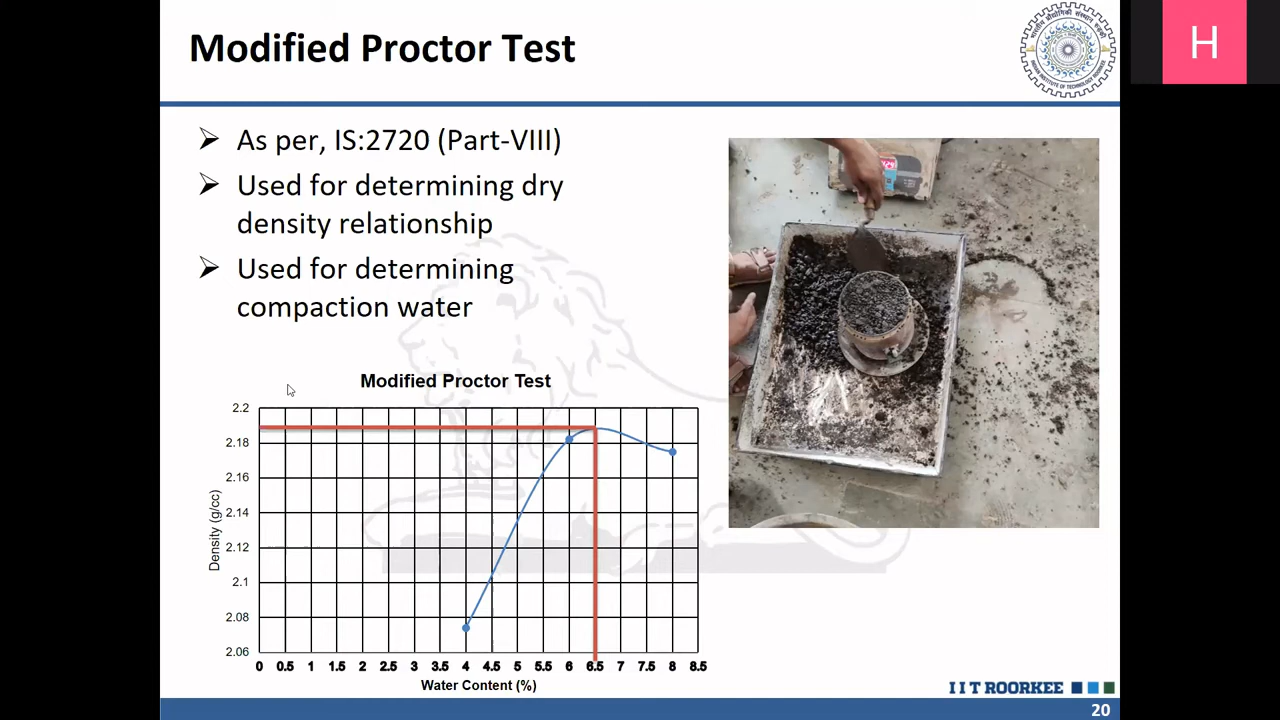 Modified Proctor Test
H
➢ As per, IS:2720 (Part-VIII)
➢ Used for determining dry
density relationship
➢ Used for determining
compaction water
Modified Proctor Test
2.2
2.18
2.16
2.14
2.12
2.1
2.08
2.06
Density (g/cc)
0 0.5 1 1.5 2 2.5 3 3.5 4 4.5 5 5.5 6 6.5 7 7.5 8 8.5
Water Content (%)
I I T ROORKEE
20